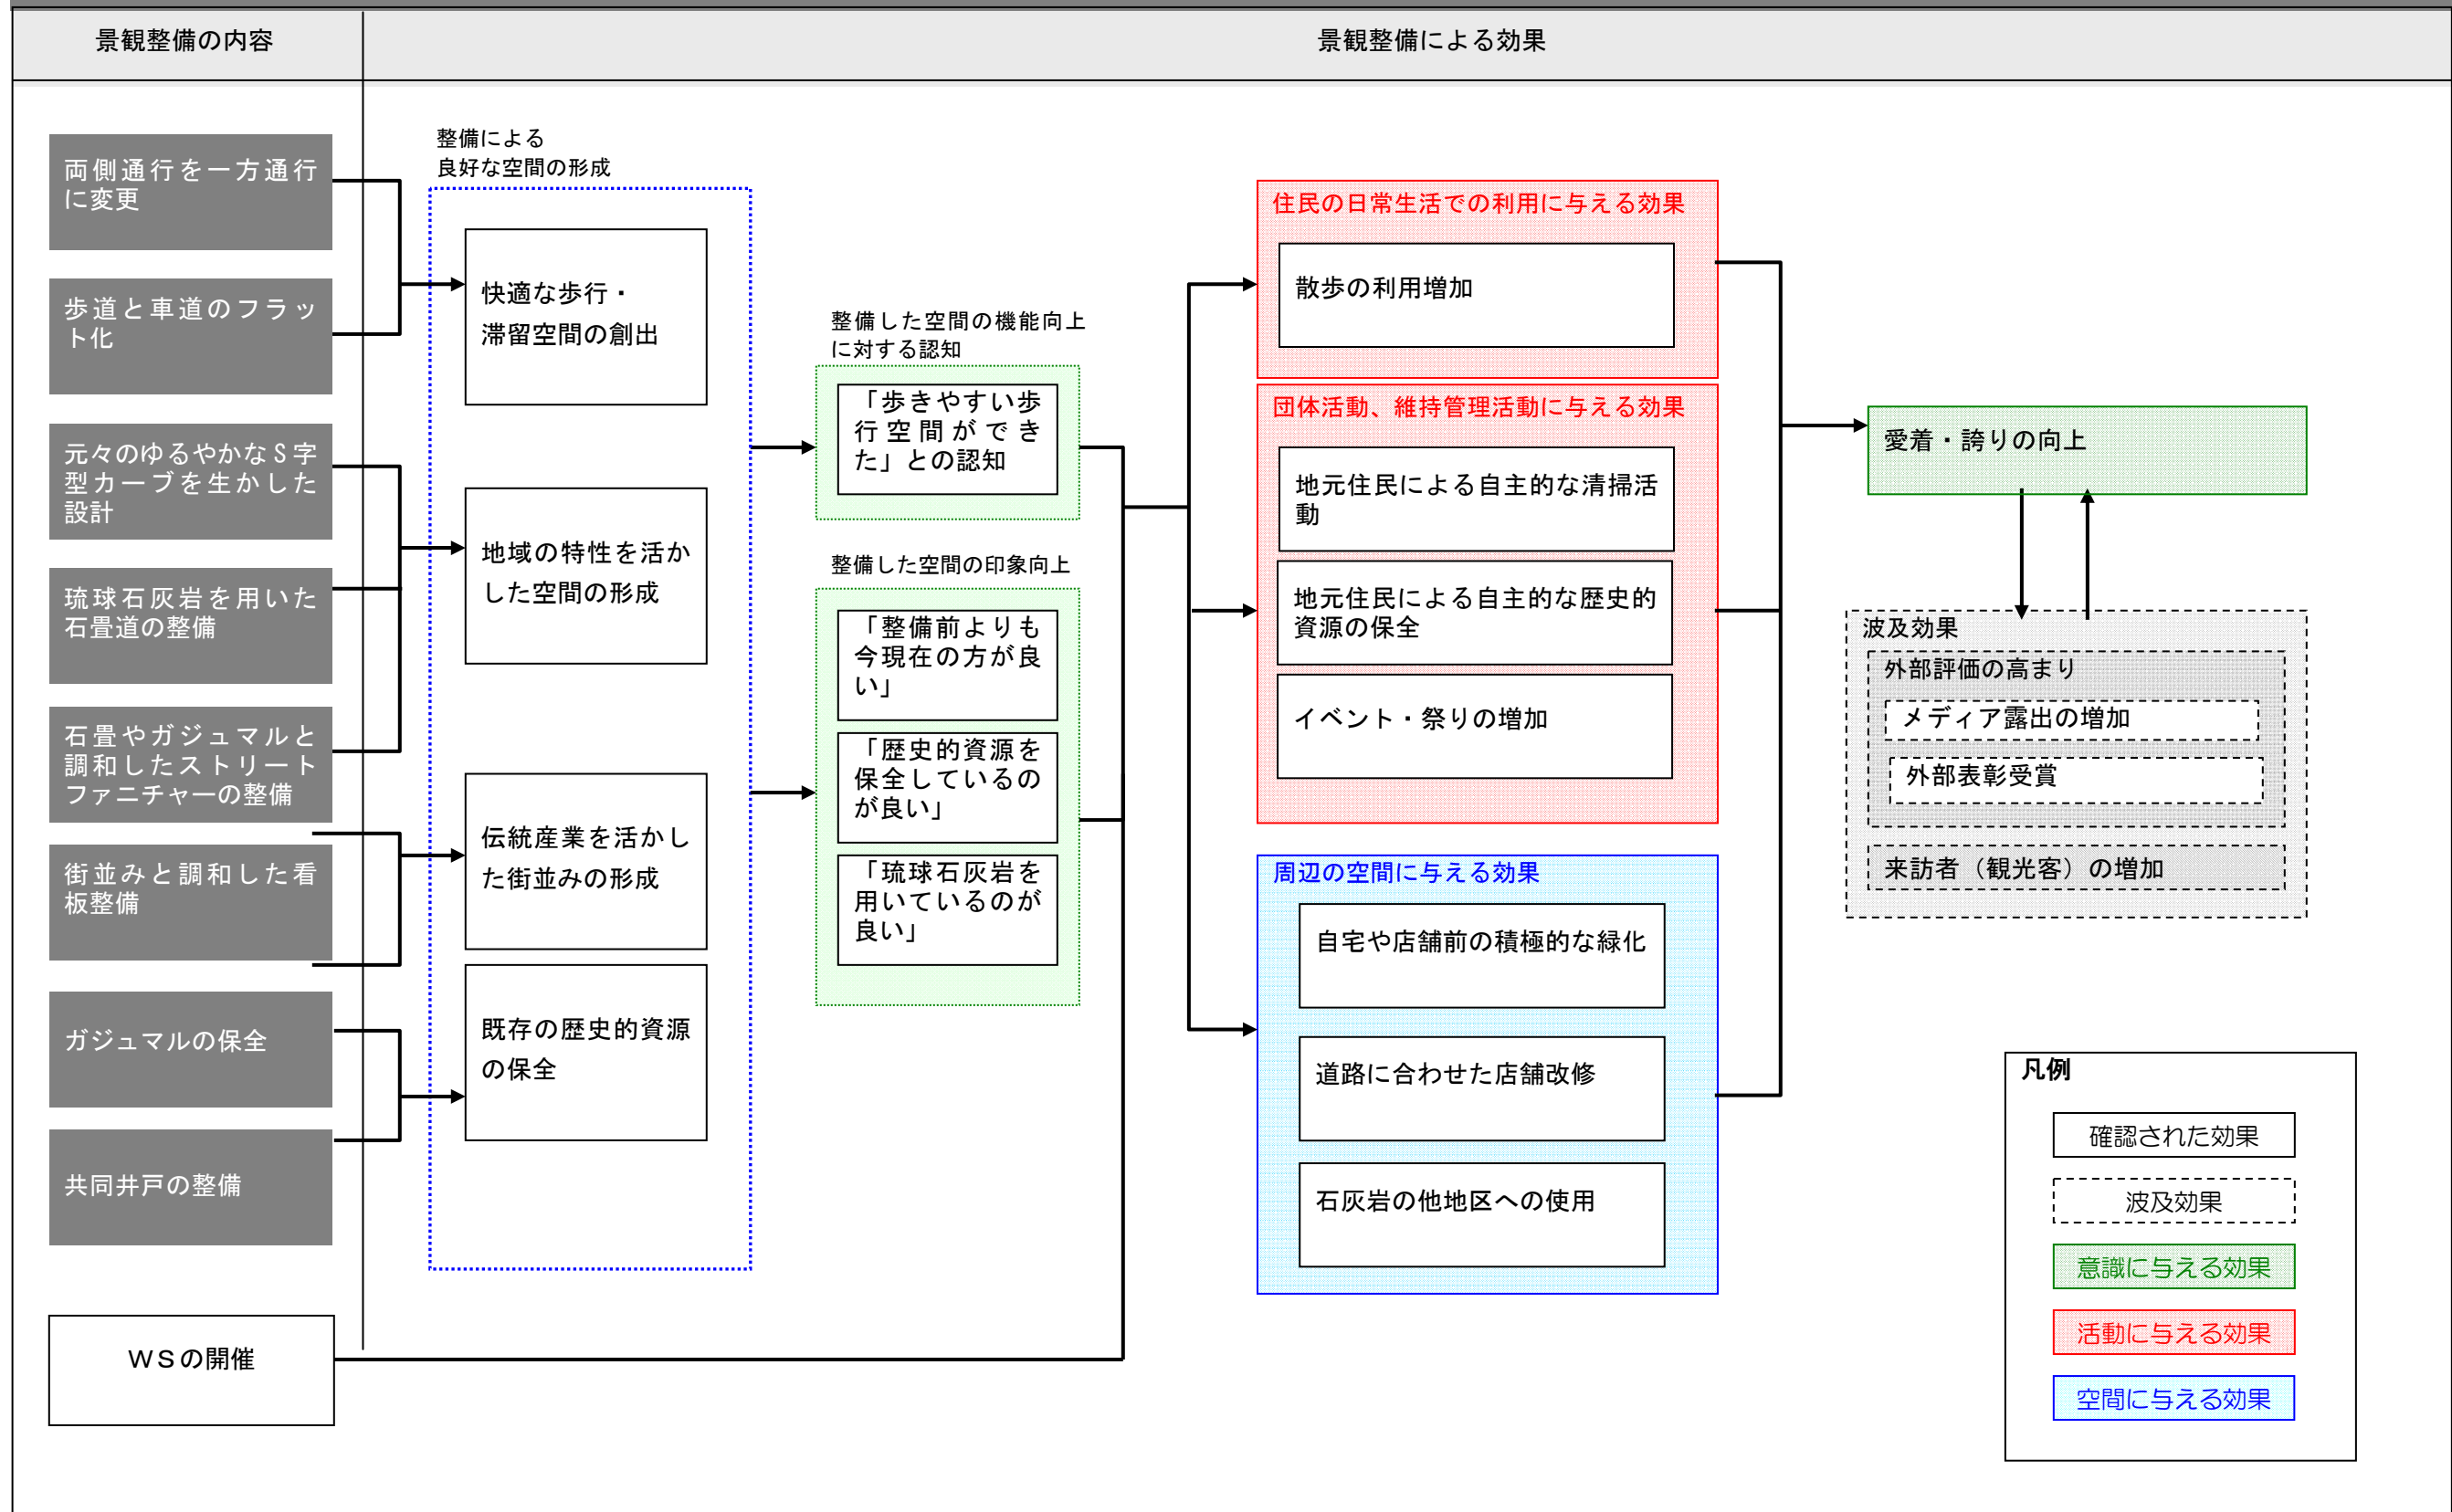 景観整備の内容
景観整備による効果
両側通行を一方通行
に変更
歩道と車道のフラッ
ト化
元々のゆるやかなＳ字
型カーブを生かした
設計
琉球石灰岩を用いた
石畳道の整備
石畳やガジュマルと
調和したストリート
ファニチャーの整備
街並みと調和した看
板整備
ガジュマルの保全
共同井戸の整備
ＷＳの開催
整備による
良好な空間の形成
快適な歩行・
滞留空間の創出
地域の特性を活か
した空間の形成
伝統産業を活かし
た街並みの形成
既存の歴史的資源
の保全
整備した空間の機能向上
に対する認知
「歩きやすい歩
行空間ができ
た」との認知
整備した空間の印象向上
「整備前よりも
今現在の方が良
い」
「歴史的資源を
保全しているの
が良い」
「琉球石灰岩を
用いているのが
良い」
住民の日常生活での利用に与える効果
散歩の利用増加
団体活動、維持管理活動に与える効果
地元住民による自主的な清掃活
動
地元住民による自主的な歴史的
資源の保全
イベント・祭りの増加
周辺の空間に与える効果
自宅や店舗前の積極的な緑化
道路に合わせた店舗改修
石灰岩の他地区への使用
愛着・誇りの向上
波及効果
外部評価の高まり
メディア露出の増加
外部表彰受賞
来訪者（観光客）の増加
凡例
確認された効果
波及効果
意識に与える効果
活動に与える効果
空間に与える効果